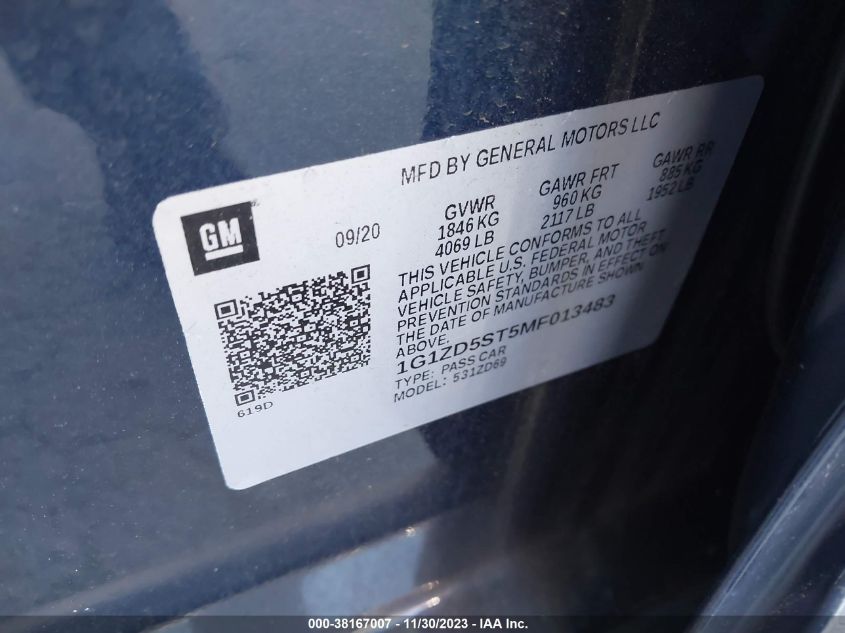 MFD BY GENERAL MOTORS LLC
GM
09/20
GVWR
1846 KG
4069 LB
GAWR FRT
960 KG
2117 LB
GAWR RR
885 KG
1952 LB
THIS VEHICLE CONFORMS TO ALL
APPLICABLE U.S. FEDERAL MOTOR
VEHICLE SAFETY, BUMPER, AND THEFT
PREVENTION STANDARDS IN EFFECT ON
THE DATE OF MANUFACTURE SHOWN
ABOVE.
1G1ZD5ST5MF013483
TYPE: PASS CAR
MODEL: 531ZD69
619D
000-38167007 - 11/30/2023 - IAA Inc.